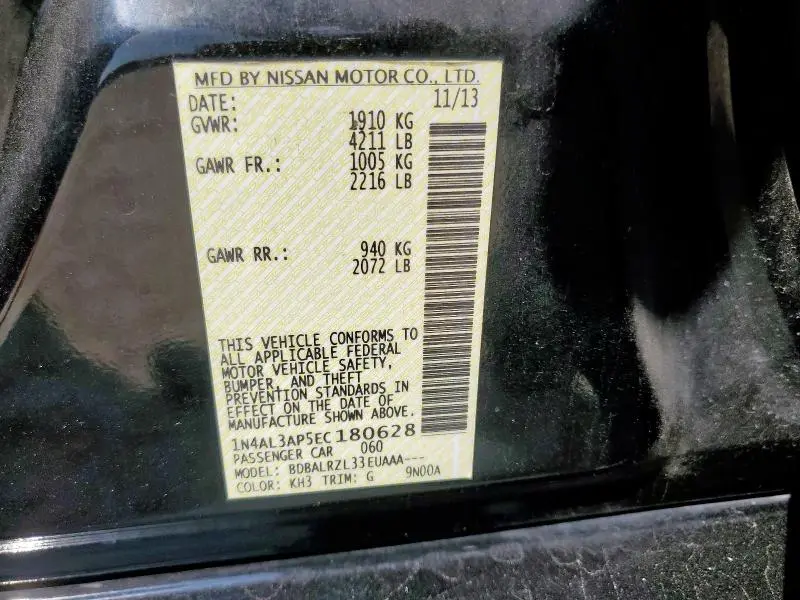 MFD BY NISSAN MOTOR CO., LTD.
DATE: 11/13
GVWR: 1910 KG
4211 LB
GAWR FR.: 1005 KG
2216 LB
GAWR RR.: 940 KG
2072 LB
THIS VEHICLE CONFORMS TO
ALL APPLICABLE FEDERAL
MOTOR VEHICLE SAFETY,
BUMPER, AND THEFT
PREVENTION STANDARDS IN
EFFECT ON THE DATE OF
MANUFACTURE SHOWN ABOVE.
1N4AL3AP5EC180628
PASSENGER CAR 060
MODEL: BDBALRZL33EUAAA---
COLOR: KH3 TRIM: G 9N00A